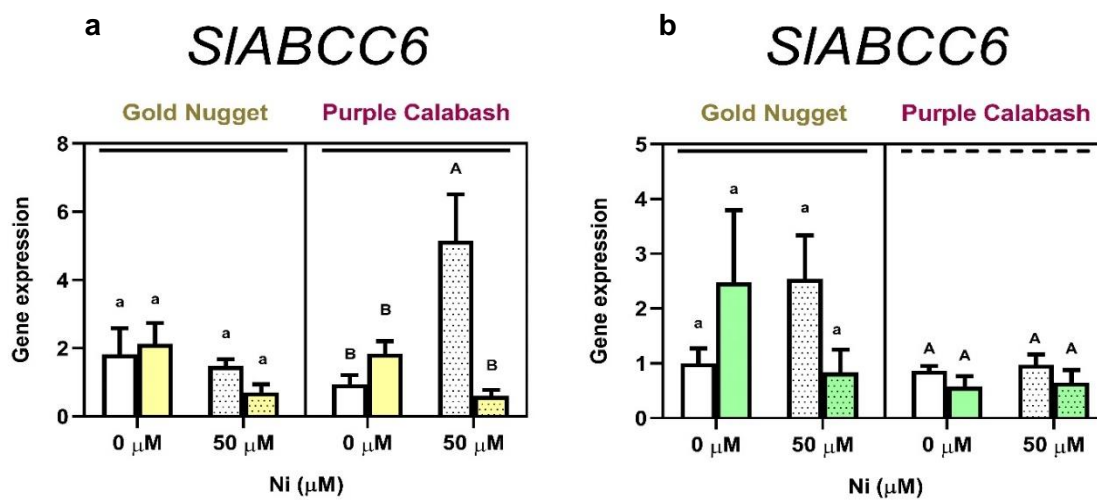 a
SlABCC6
Gold Nugget Purple Calabash
Gene expression
8
6
4
2
0
a a a a B B A B
0 μM 50 μM 0 μM 50 μM
Ni (μM)
b
SlABCC6
Gold Nugget Purple Calabash
Gene expression
5
4
3
2
1
0
a a a a A A A A
0 μM 50 μM 0 μM 50 μM
Ni (μM)